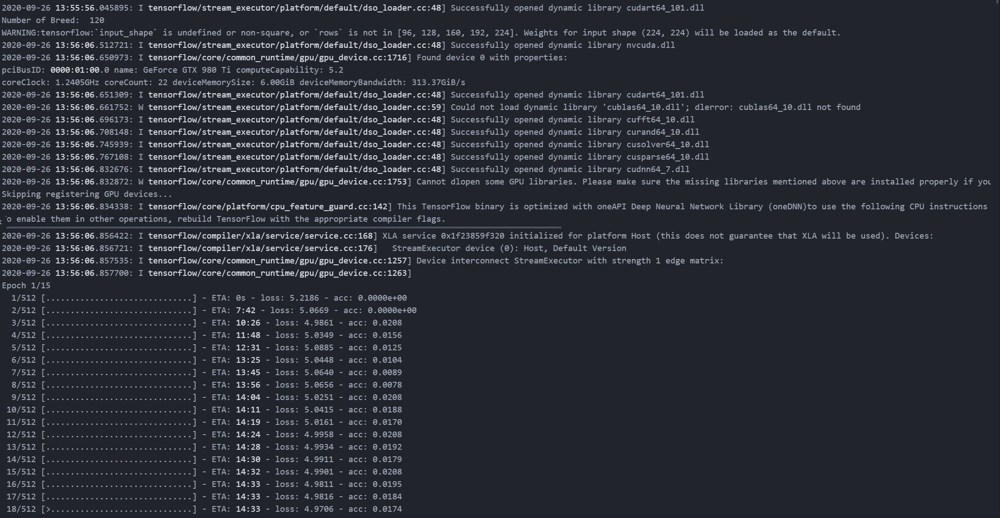 2020-09-26 13:55:56.045895: I tensorflow/stream_executor/platform/default/dso_loader.cc:48] Successfully opened dynamic library cudart64_101.dll
Number of Breed:  120
WARNING:tensorflow:`input_shape` is undefined or non-square, or `rows` is not in [96, 128, 160, 192, 224]. Weights for input shape (224, 224) will be loaded as the default.
2020-09-26 13:56:06.512721: I tensorflow/stream_executor/platform/default/dso_loader.cc:48] Successfully opened dynamic library nvcuda.dll
2020-09-26 13:56:06.650973: I tensorflow/core/common_runtime/gpu/gpu_device.cc:1716] Found device 0 with properties:
pciBusID: 0000:01:00.0 name: GeForce GTX 980 Ti computeCapability: 5.2
coreClock: 1.2405GHz coreCount: 22 deviceMemorySize: 6.00GiB deviceMemoryBandwidth: 313.37GiB/s
2020-09-26 13:56:06.651309: I tensorflow/stream_executor/platform/default/dso_loader.cc:48] Successfully opened dynamic library cudart64_101.dll
2020-09-26 13:56:06.661752: W tensorflow/stream_executor/platform/default/dso_loader.cc:59] Could not load dynamic library 'cublas64_10.dll'; dlerror: cublas64_10.dll not found
2020-09-26 13:56:06.696173: I tensorflow/stream_executor/platform/default/dso_loader.cc:48] Successfully opened dynamic library cufft64_10.dll
2020-09-26 13:56:06.708148: I tensorflow/stream_executor/platform/default/dso_loader.cc:48] Successfully opened dynamic library curand64_10.dll
2020-09-26 13:56:06.745939: I tensorflow/stream_executor/platform/default/dso_loader.cc:48] Successfully opened dynamic library cusolver64_10.dll
2020-09-26 13:56:06.767108: I tensorflow/stream_executor/platform/default/dso_loader.cc:48] Successfully opened dynamic library cusparse64_10.dll
2020-09-26 13:56:06.832676: I tensorflow/stream_executor/platform/default/dso_loader.cc:48] Successfully opened dynamic library cudnn64_7.dll
2020-09-26 13:56:06.832872: W tensorflow/core/common_runtime/gpu/gpu_device.cc:1753] Cannot dlopen some GPU libraries. Please make sure the missing libraries mentioned above are installed properly if you
Skipping registering GPU devices...
2020-09-26 13:56:06.834338: I tensorflow/core/platform/cpu_feature_guard.cc:142] This TensorFlow binary is optimized with oneAPI Deep Neural Network Library (oneDNN)to use the following CPU instructions
o enable them in other operations, rebuild TensorFlow with the appropriate compiler flags.
2020-09-26 13:56:06.856422: I tensorflow/compiler/xla/service/service.cc:168] XLA service 0x1f23859f320 initialized for platform Host (this does not guarantee that XLA will be used). Devices:
2020-09-26 13:56:06.856721: I tensorflow/compiler/xla/service/service.cc:176]   StreamExecutor device (0): Host, Default Version
2020-09-26 13:56:06.857535: I tensorflow/core/common_runtime/gpu/gpu_device.cc:1257] Device interconnect StreamExecutor with strength 1 edge matrix:
2020-09-26 13:56:06.857700: I tensorflow/core/common_runtime/gpu/gpu_device.cc:1263]
Epoch 1/15
  1/512 [..............................] - ETA: 0s - loss: 5.2186 - acc: 0.0000e+00
  2/512 [..............................] - ETA: 7:42 - loss: 5.0669 - acc: 0.0000e+00
  3/512 [..............................] - ETA: 10:26 - loss: 4.9861 - acc: 0.0208
  4/512 [..............................] - ETA: 11:48 - loss: 5.0349 - acc: 0.0156
  5/512 [..............................] - ETA: 12:31 - loss: 5.0885 - acc: 0.0125
  6/512 [..............................] - ETA: 13:25 - loss: 5.0448 - acc: 0.0104
  7/512 [..............................] - ETA: 13:45 - loss: 5.0640 - acc: 0.0089
  8/512 [..............................] - ETA: 13:56 - loss: 5.0656 - acc: 0.0078
  9/512 [..............................] - ETA: 14:04 - loss: 5.0251 - acc: 0.0208
 10/512 [..............................] - ETA: 14:11 - loss: 5.0415 - acc: 0.0188
 11/512 [..............................] - ETA: 14:19 - loss: 5.0161 - acc: 0.0170
 12/512 [..............................] - ETA: 14:24 - loss: 4.9958 - acc: 0.0208
 13/512 [..............................] - ETA: 14:28 - loss: 4.9934 - acc: 0.0192
 14/512 [..............................] - ETA: 14:30 - loss: 4.9911 - acc: 0.0179
 15/512 [..............................] - ETA: 14:32 - loss: 4.9901 - acc: 0.0208
 16/512 [..............................] - ETA: 14:33 - loss: 4.9811 - acc: 0.0195
 17/512 [..............................] - ETA: 14:33 - loss: 4.9816 - acc: 0.0184
 18/512 [>.............................] - ETA: 14:33 - loss: 4.9706 - acc: 0.0174